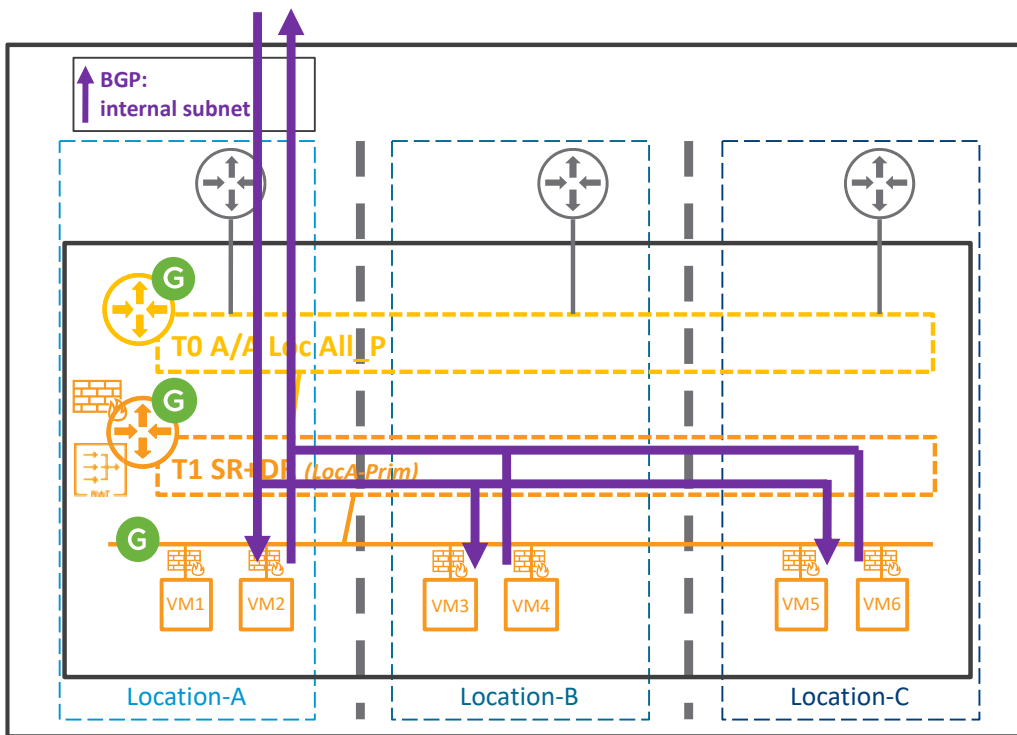 BGP:
internal subnet
G
T0 A/A Loc All_P
G
T1 SR+DR (LocA-Prim)
NAT
G
VM1
VM2
VM3
VM4
VM5
VM6
Location-A
Location-B
Location-C